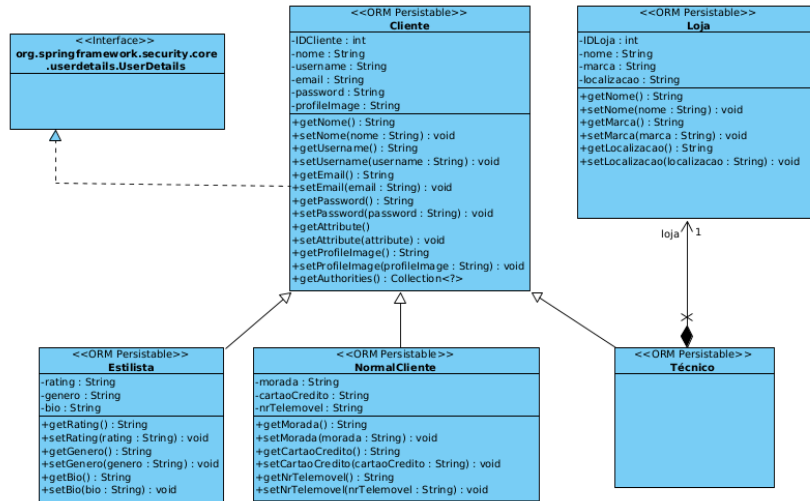 <<Interface>>
org.springframework.security.core
.userdetails.UserDetails
<<ORM Persistable>>
Cliente
-IDCliente : int
-nome : String
-username : String
-email : String
-password : String
-profileImage : String
+getNome() : String
+setNome(nome : String) : void
+getUsername() : String
+setUsername(username : String) : void
+getEmail() : String
+setEmail(email : String) : void
+getPassword() : String
+setPassword(password : String) : void
+getAttribute()
+setAttribute(attribute) : void
+getProfileImage() : String
+setProfileImage(profileImage : String) : void
+getAuthorities() : Collection<?>
<<ORM Persistable>>
Loja
-IDLoja : int
-nome : String
-marca : String
-localizacao : String
+getNome() : String
+setNome(nome : String) : void
+getMarca() : String
+setMarca(marca : String) : void
+getLocalizacao() : String
+setLocalizacao(localizacao : String) : void
loja 1
<<ORM Persistable>>
Estilista
-rating : String
-genero : String
-bio : String
+getRating() : String
+setRating(rating : String) : void
+getGenero() : String
+setGenero(genero : String) : void
+getBio() : String
+setBio(bio : String) : void
<<ORM Persistable>>
NormalCliente
-morada : String
-cartaoCredito : String
-nrTelemovel : String
+getMorada() : String
+setMorada(morada : String) : void
+getCartaoCredito() : String
+setCartaoCredito(cartaoCredito : String) : void
+getNrTelemovel() : String
+setNrTelemovel(nrTelemovel : String) : void
<<ORM Persistable>>
Técnico